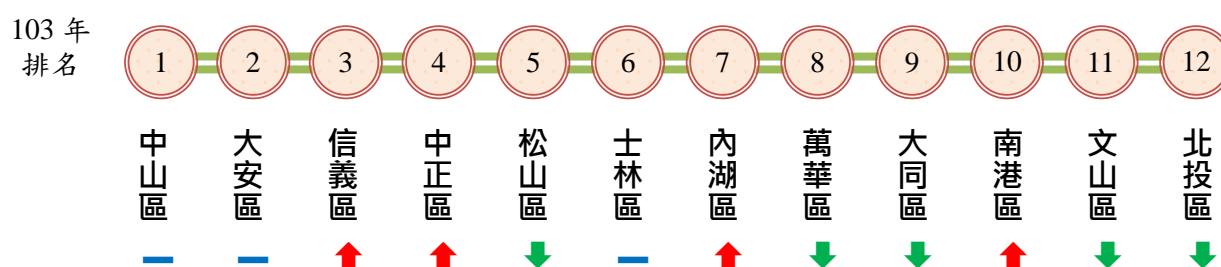 103 年
排名
1 2 3 4 5 6 7 8 9 10 11 12
中山區
大安區
信義區
中正區
松山區
士林區
內湖區
萬華區
大同區
南港區
文山區
北投區